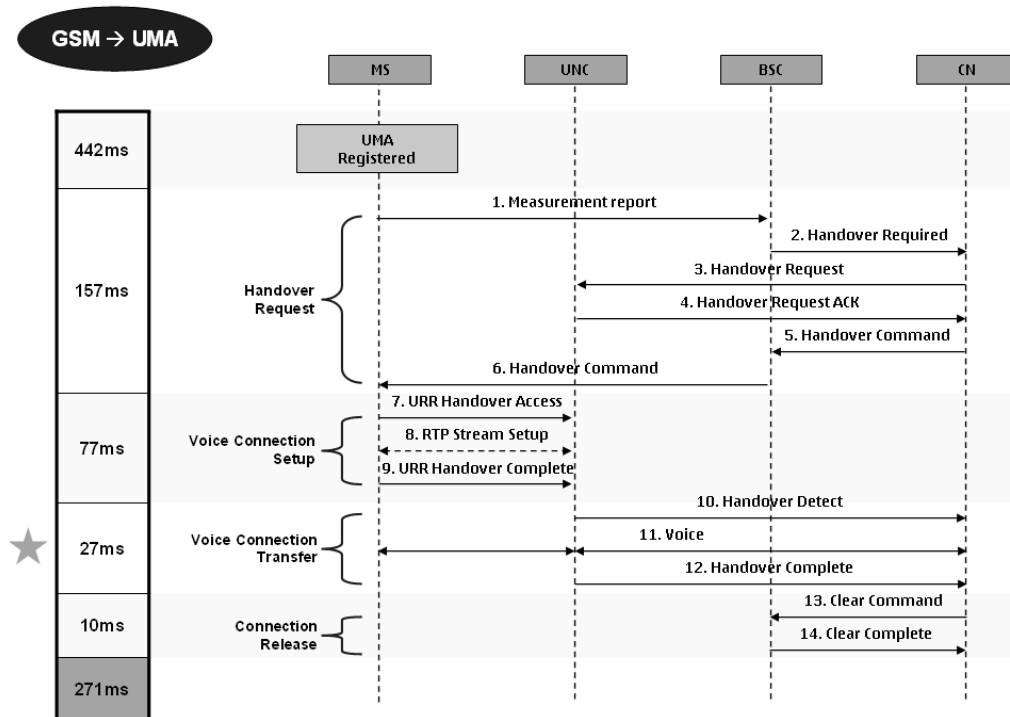 GSM → UMA
MS
UNC
BSC
CN
442ms
UMA
Registered
157ms
Handover
Request
1. Measurement report
2. Handover Required
3. Handover Request
4. Handover Request ACK
5. Handover Command
6. Handover Command
77ms
Voice Connection
Setup
7. URR Handover Access
8. RTP Stream Setup
9. URR Handover Complete
27ms
Voice Connection
Transfer
10. Handover Detect
11. Voice
12. Handover Complete
10ms
Connection
Release
13. Clear Command
14. Clear Complete
271ms